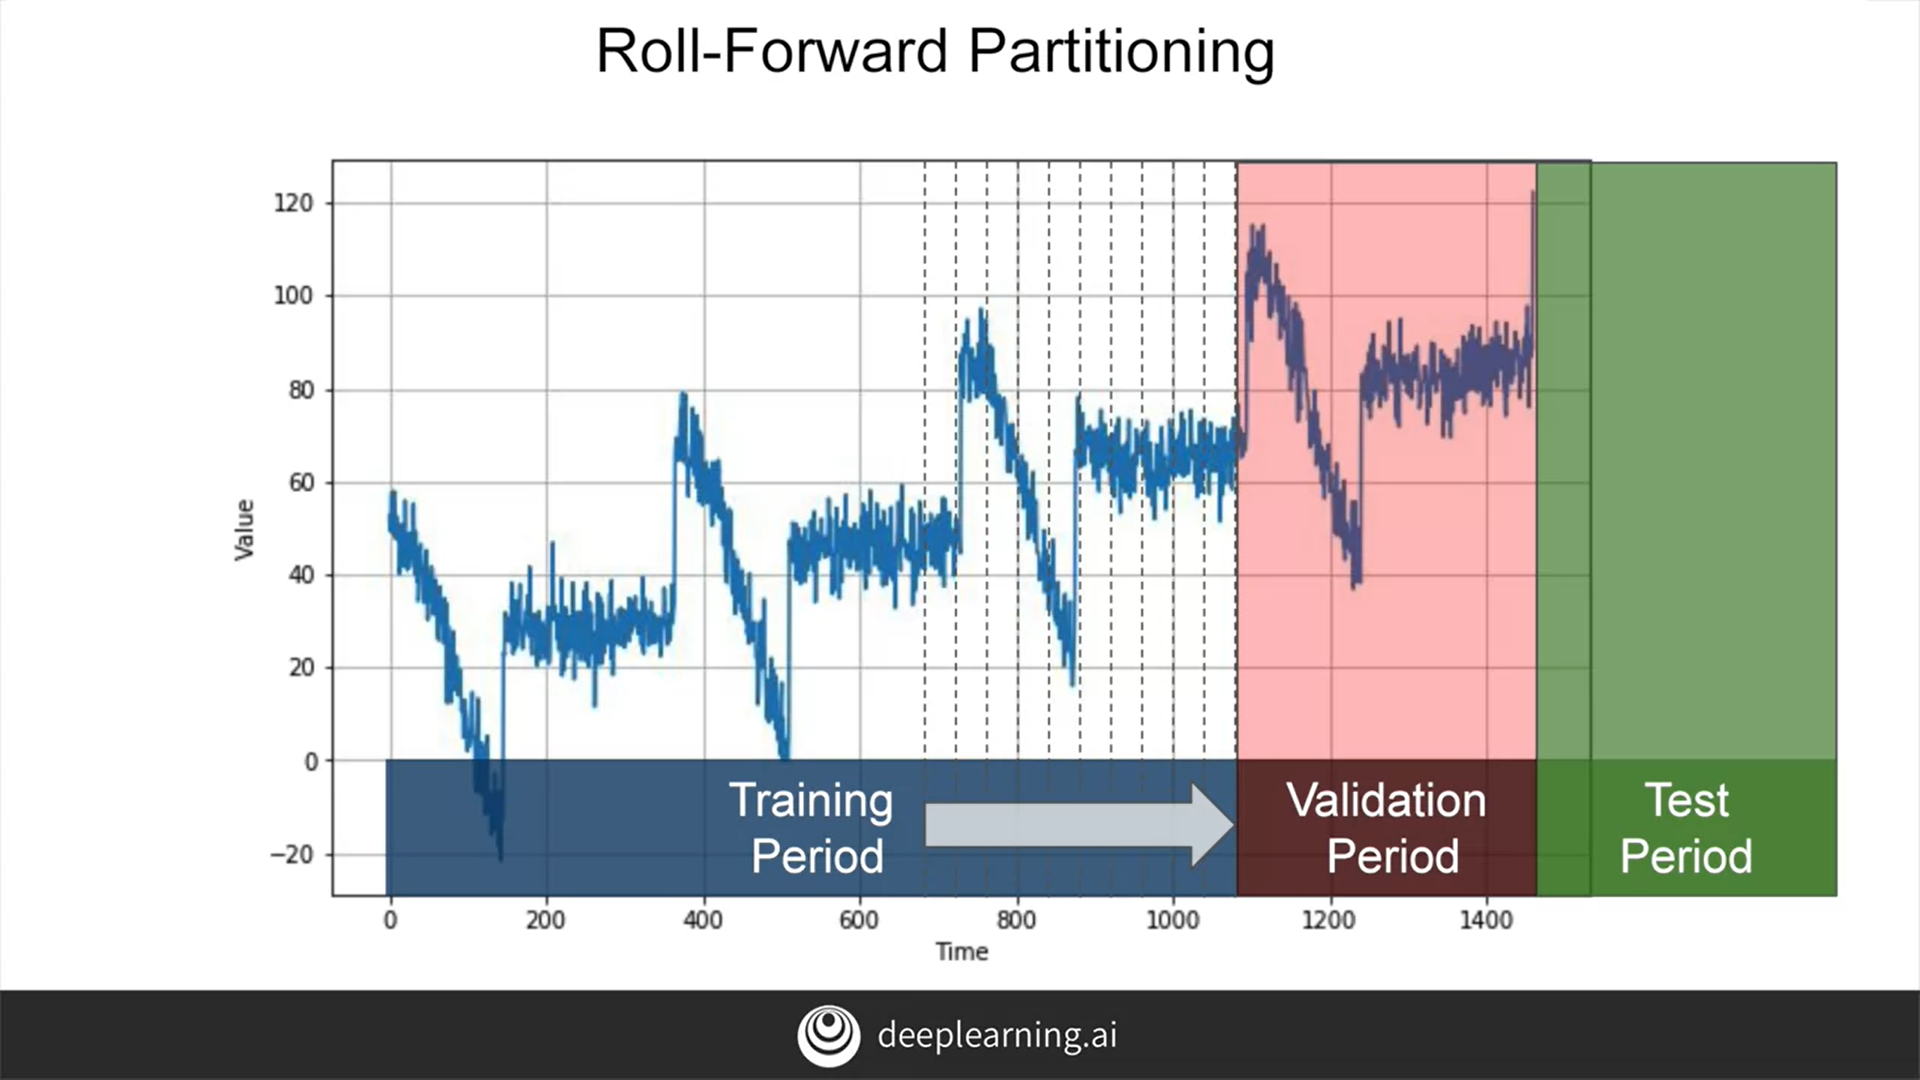 Roll-Forward Partitioning
120
100
80
60
40
20
0
−20
Value
Training
Period
Validation
Period
Test
Period
0 200 400 600 800 1000 1200 1400
Time
deeplearning.ai